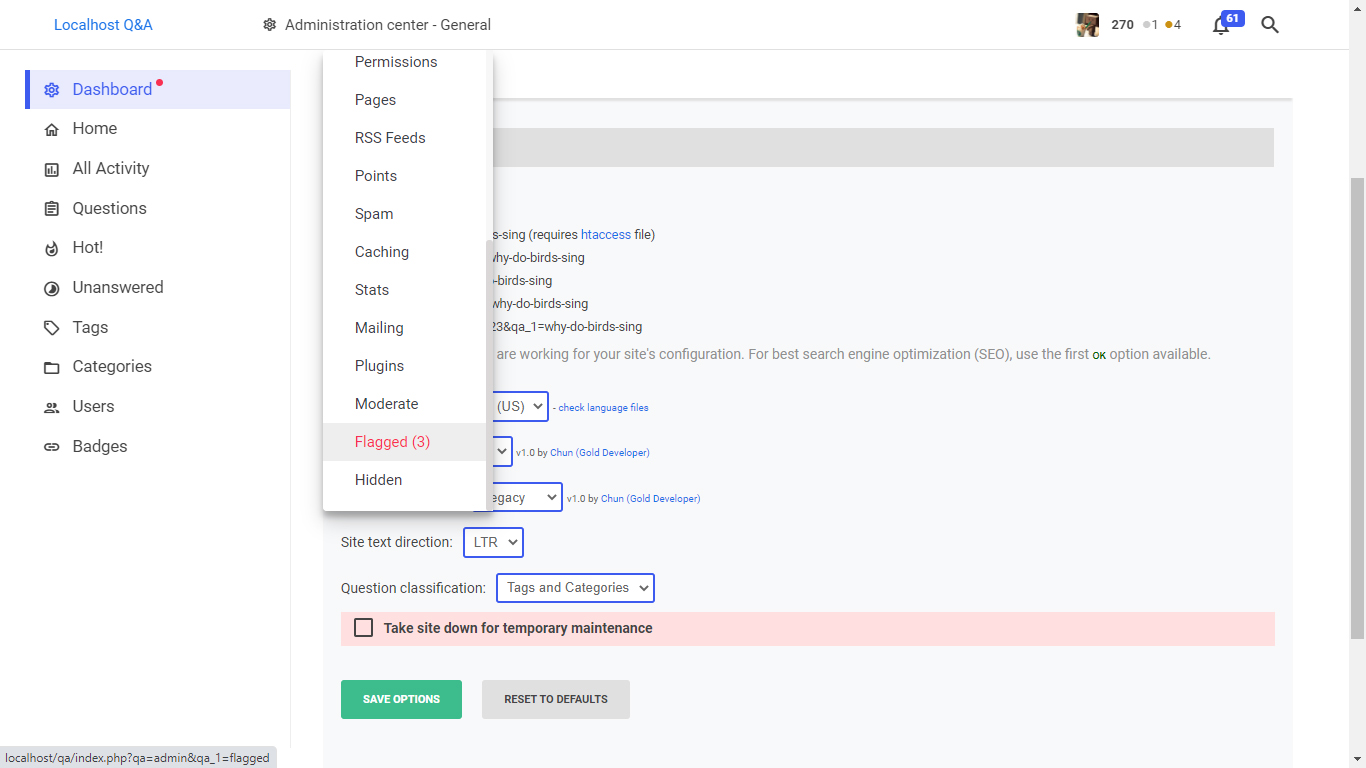 Localhost Q&A
Administration center - General
270 1 4
61
Dashboard
Home
All Activity
Questions
Hot!
Unanswered
Tags
Categories
Users
Badges
Permissions
Pages
RSS Feeds
Points
Spam
Caching
Stats
Mailing
Plugins
Moderate
Flagged (3)
Hidden
s-sing (requires htaccess file)
why-do-birds-sing
-birds-sing
why-do-birds-sing
23&qa_1=why-do-birds-sing
are working for your site's configuration. For best search engine optimization (SEO), use the first OK option available.
(US) - check language files
v1.0 by Chun (Gold Developer)
egacy v1.0 by Chun (Gold Developer)
Site text direction: LTR
Question classification: Tags and Categories
Take site down for temporary maintenance
SAVE OPTIONS RESET TO DEFAULTS
localhost/qa/index.php?qa=admin&qa_1=flagged